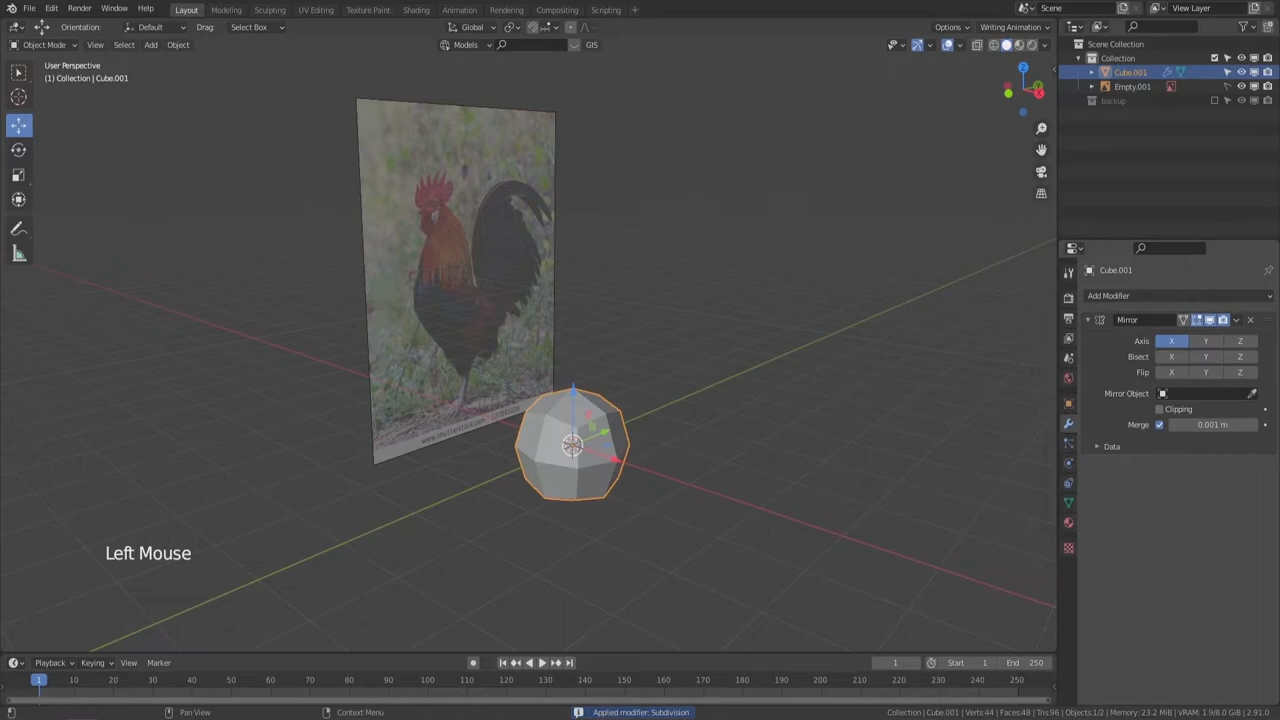 File Edit Render Window Help Layout Modeling Sculpting UV Editing Texture Paint Shading Animation Rendering Compositing Scripting + Scene View Layer
Orientation: Default Drag: Select Box Global Options Writing Animation
Object Mode View Select Add Object Models GIS
Scene Collection
Collection
Cube.001
Empty.001
backup
User Perspective
(1) Collection | Cube.001
Z
Cube.001
Add Modifier
Mirror
Axis X Y Z
Bisect X Y Z
Flip X Y Z
Mirror Object
Clipping
Merge 0.001 m
Data
Left Mouse
Playback Keying View Marker 1 Start 1 End 250
1 10 20 30 40 50 60 70 80 90 100 110 120 130 140 150 160 170 180 190 200 210 220 230 240 250
Pan View Context Menu Applied modifier: Subdivision Collection | Cube.001 | Verts:44 | Faces:48 | Tris:96 | Objects:1/2 | Memory: 23.2 MiB | VRAM: 1.9/8.0 GiB | 2.91.0